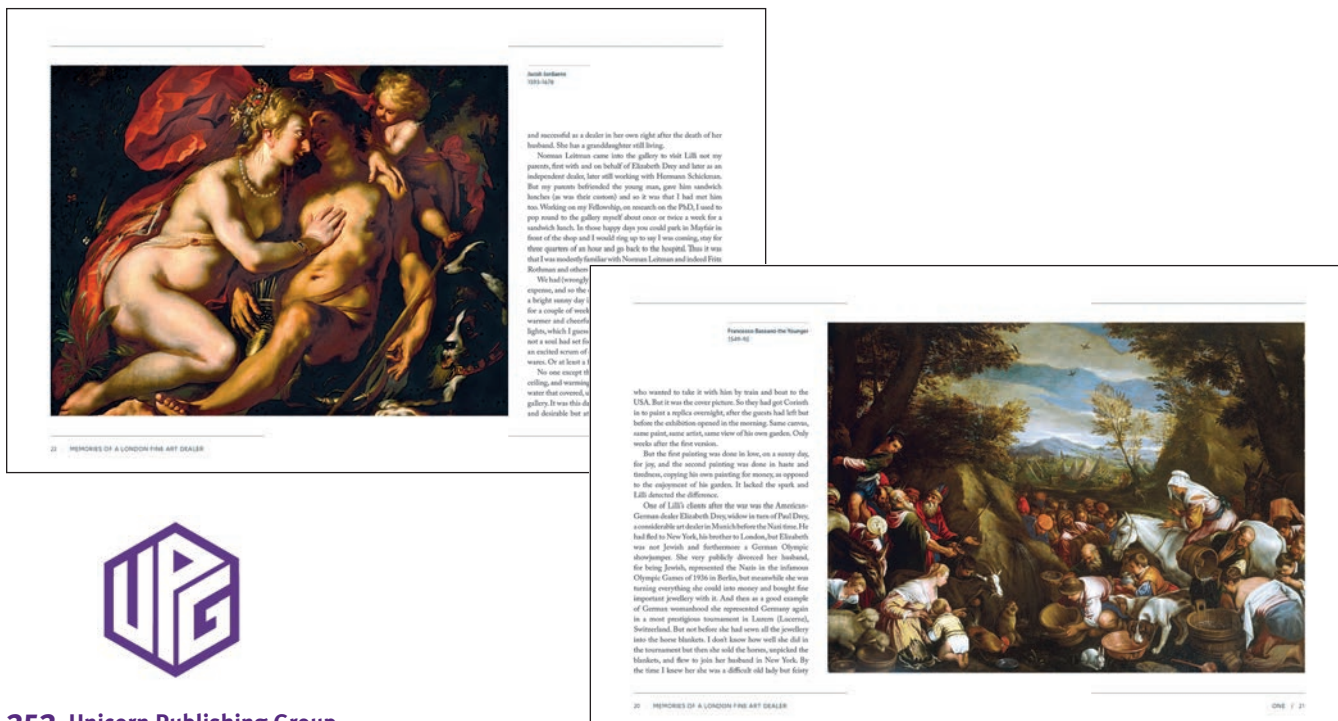 Jacob Jordaens
1593–1678
and successful as a dealer in her own right after the death of her
husband. She has a granddaughter still living.
Norman Leitman came into the gallery to visit Lilli not my
parents, first with and on behalf of Elizabeth Drey and later as an
independent dealer, later still working with Hermann Schickman.
But my parents befriended the young man, gave him sandwich
lunches (as was their custom) and so it was that I had met him
too. Working on my Fellowship, on research on the PhD, I used to
pop round to the gallery myself about once or twice a week for a
sandwich lunch. In those happy days you could park in Mayfair in
front of the shop and I would ring up to say I was coming, stay for
three quarters of an hour and go back to the hospital. Thus it was
that I was modestly familiar with Norman Leitman and indeed Fritz
Rothman and others
We had (wrongly
expense, and so the
a bright sunny day i
for a couple of week
warmer and cheerfu
lights, which I guess
not a soul had set fo
an excited scrum of
wares. Or at least a
No one except th
ceiling, and warming
water that covered, u
gallery. It was this da
and desirable but at
22 MEMORIES OF A LONDON FINE ART DEALER
Francesco Bassano the Younger
1549–92
who wanted to take it with him by train and boat to the
USA. But it was the cover picture. So they had got Corinth
in to paint a replica overnight, after the guests had left but
before the exhibition opened in the morning. Same canvas,
same paint, same artist, same view of his own garden. Only
weeks after the first version.
But the first painting was done in love, on a sunny day,
for joy, and the second painting was done in haste and
tiredness, copying his own painting for money, as opposed
to the enjoyment of his garden. It lacked the spark and
Lilli detected the difference.
One of Lilli's clients after the war was the American-
German dealer Elizabeth Drey, widow in turn of Paul Drey,
a considerable art dealer in Munich before the Nazi time. He
had fled to New York, his brother to London, but Elizabeth
was not Jewish and furthermore a German Olympic
showjumper. She very publicly divorced her husband,
for being Jewish, represented the Nazis in the infamous
Olympic Games of 1936 in Berlin, but meanwhile she was
turning everything she could into money and bought fine
important jewellery with it. And then as a good example
of German womanhood she represented Germany again
in a most prestigious tournament in Luzern (Lucerne),
Switzerland. But not before she had sewn all the jewellery
into the horse blankets. I don't know how well she did in
the tournament but then she sold the horses, unpicked the
blankets, and flew to join her husband in New York. By
the time I knew her she was a difficult old lady but feisty
20 MEMORIES OF A LONDON FINE ART DEALER
ONE / 21
UPG
252 Unicorn Publishing Group